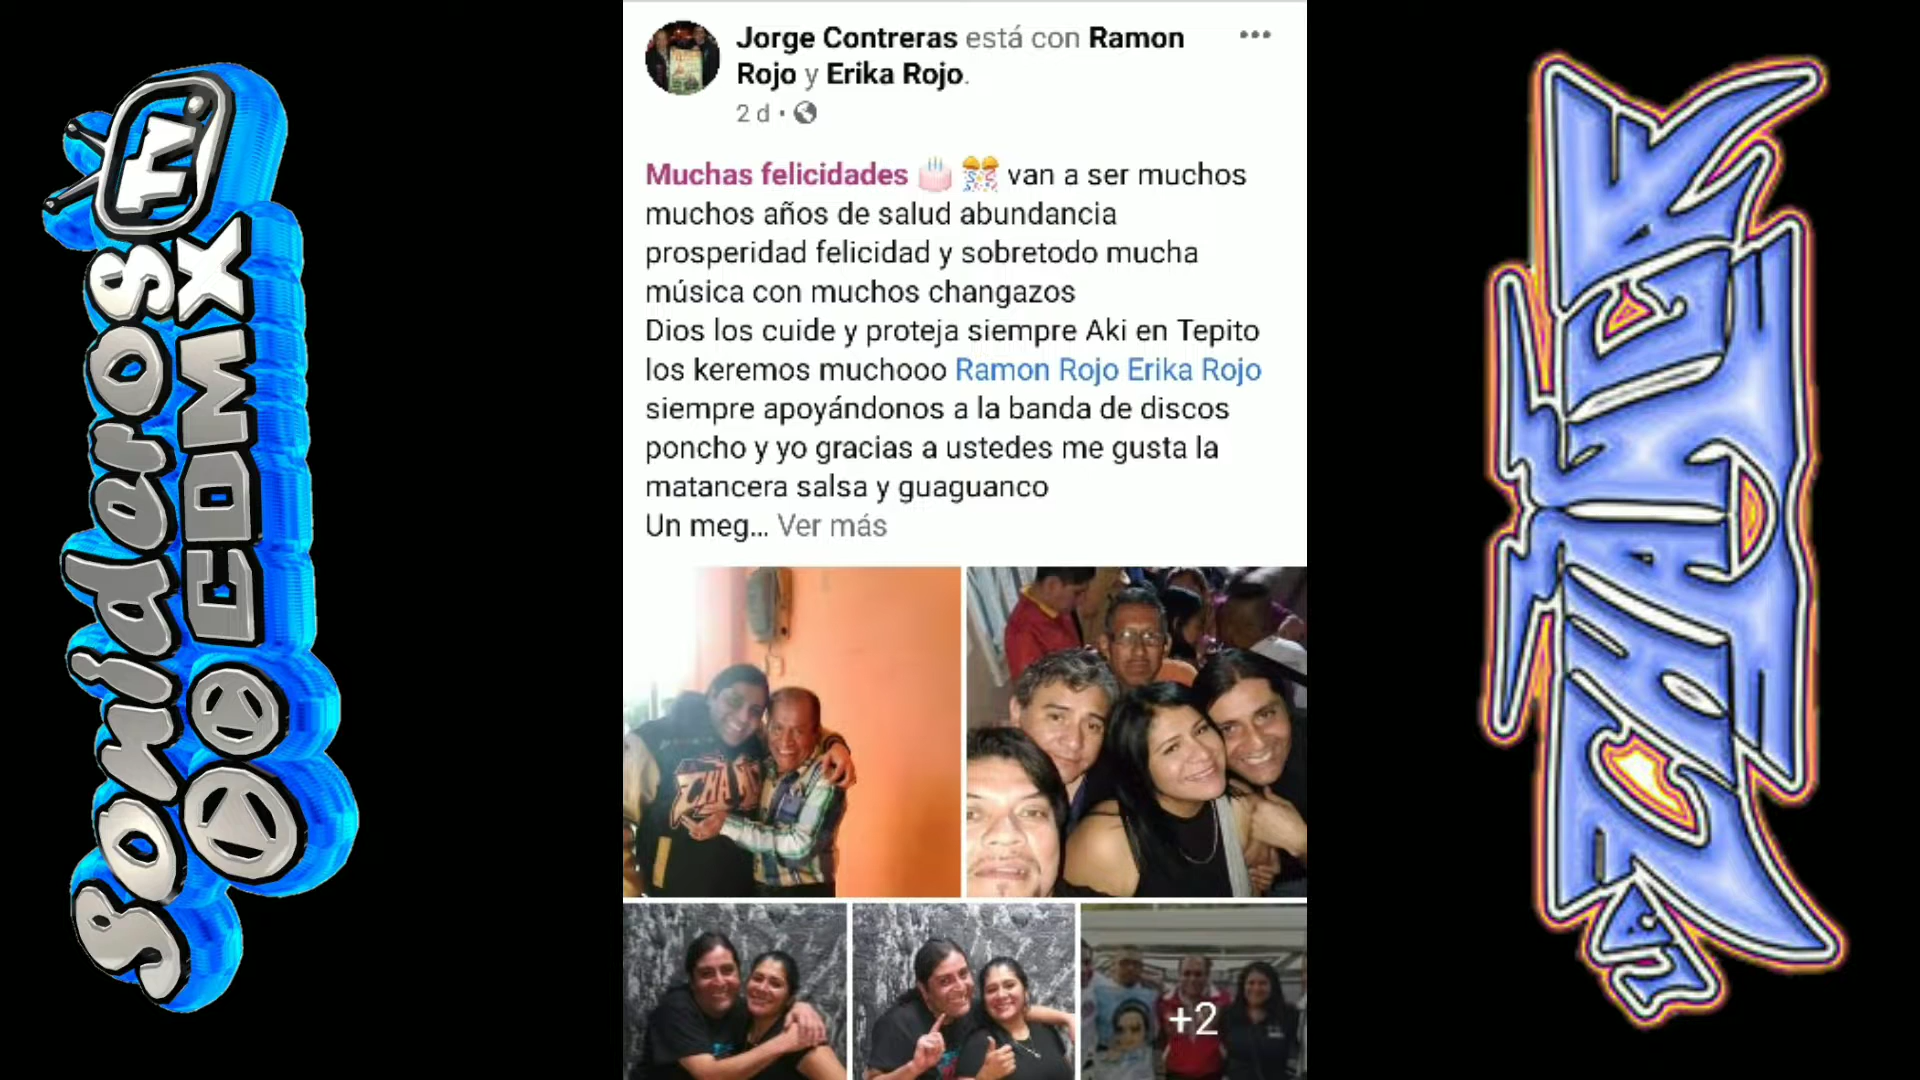 Sonideros TV.
CDMX
Jorge Contreras está con Ramon
Rojo y Erika Rojo.
2 d ·
Muchas felicidades 🎂 🎊 van a ser muchos
muchos años de salud abundancia
prosperidad felicidad y sobretodo mucha
música con muchos changazos
Dios los cuide y proteja siempre Aki en Tepito
los keremos muchooo Ramon Rojo Erika Rojo
siempre apoyándonos a la banda de discos
poncho y yo gracias a ustedes me gusta la
matancera salsa y guaguanco
Un meg... Ver más
+2
LA CHANGA